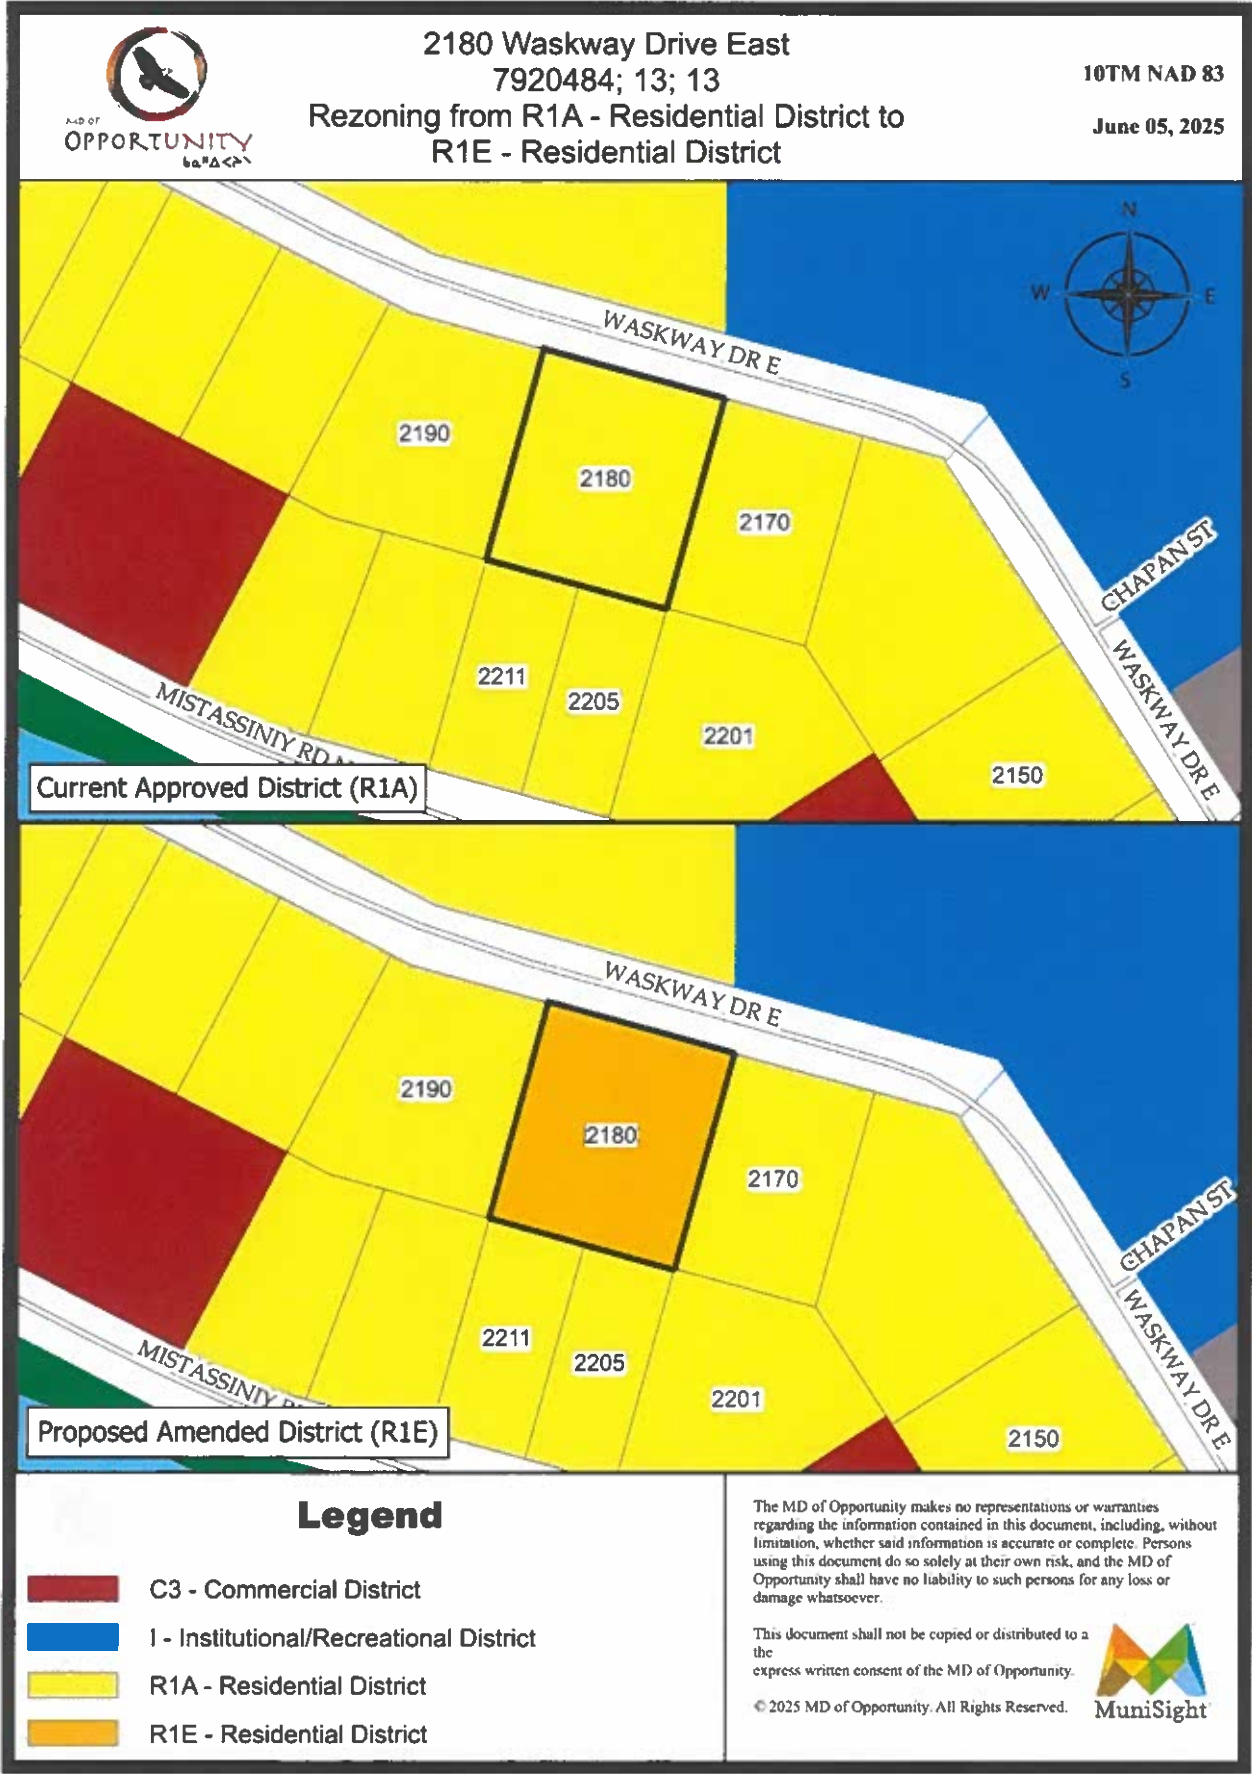 MD OF
OPPORTUNITY
ᑲᓇᐦᐃᐸᐧᐠ
2180 Waskway Drive East
7920484; 13; 13
Rezoning from R1A - Residential District to
R1E - Residential District
10TM NAD 83
June 05, 2025
N
W
E
S
WASKWAY DR E
2190
2180
2170
CHAPAN ST
WASKWAY DR E
2211
2205
2201
2150
MISTASSINIY RD
Current Approved District (R1A)
WASKWAY DR E
2190
2180
2170
CHAPAN ST
WASKWAY DR E
2211
2205
2201
2150
MISTASSINIY
Proposed Amended District (R1E)
Legend
C3 - Commercial District
I - Institutional/Recreational District
R1A - Residential District
R1E - Residential District
The MD of Opportunity makes no representations or warranties
regarding the information contained in this document, including, without
limitation, whether said information is accurate or complete. Persons
using this document do so solely at their own risk, and the MD of
Opportunity shall have no liability to such persons for any loss or
damage whatsoever.
This document shall not be copied or distributed to a
the
express written consent of the MD of Opportunity.
© 2025 MD of Opportunity. All Rights Reserved.
MuniSight